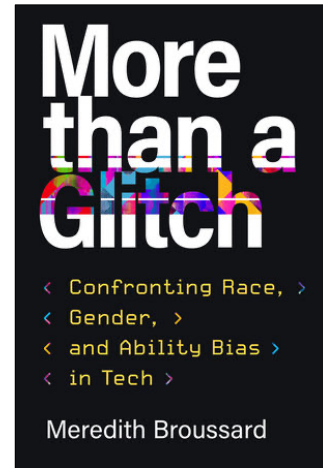 More
than a
Glitch
< Confronting Race, >
< Gender, >
< and Ability Bias >
< in Tech >
Meredith Broussard